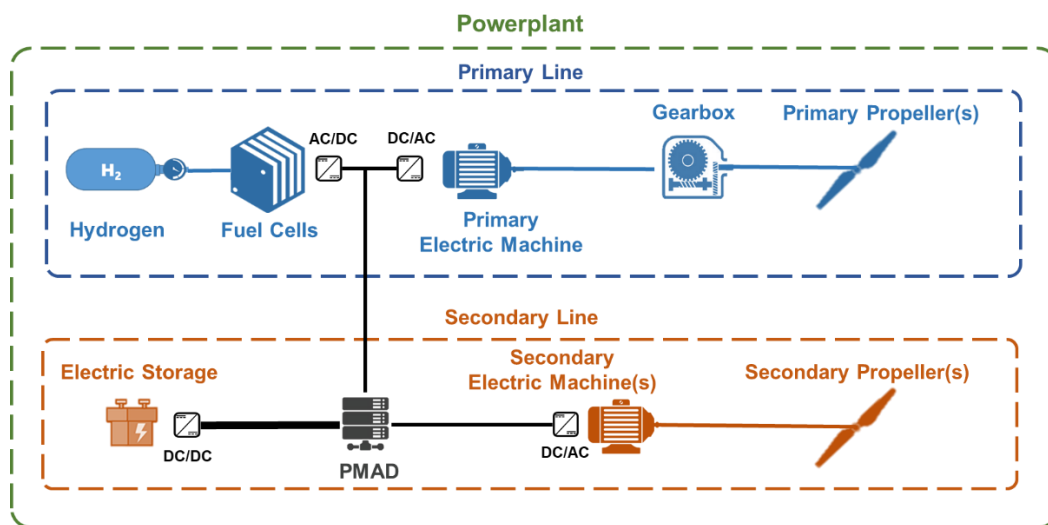 Powerplant
Primary Line
Gearbox
Primary Propeller(s)
AC/DC
DC/AC
H2
Hydrogen
Fuel Cells
Primary
Electric Machine
Secondary Line
Electric Storage
Secondary
Electric Machine(s)
Secondary Propeller(s)
DC/DC
PMAD
DC/AC